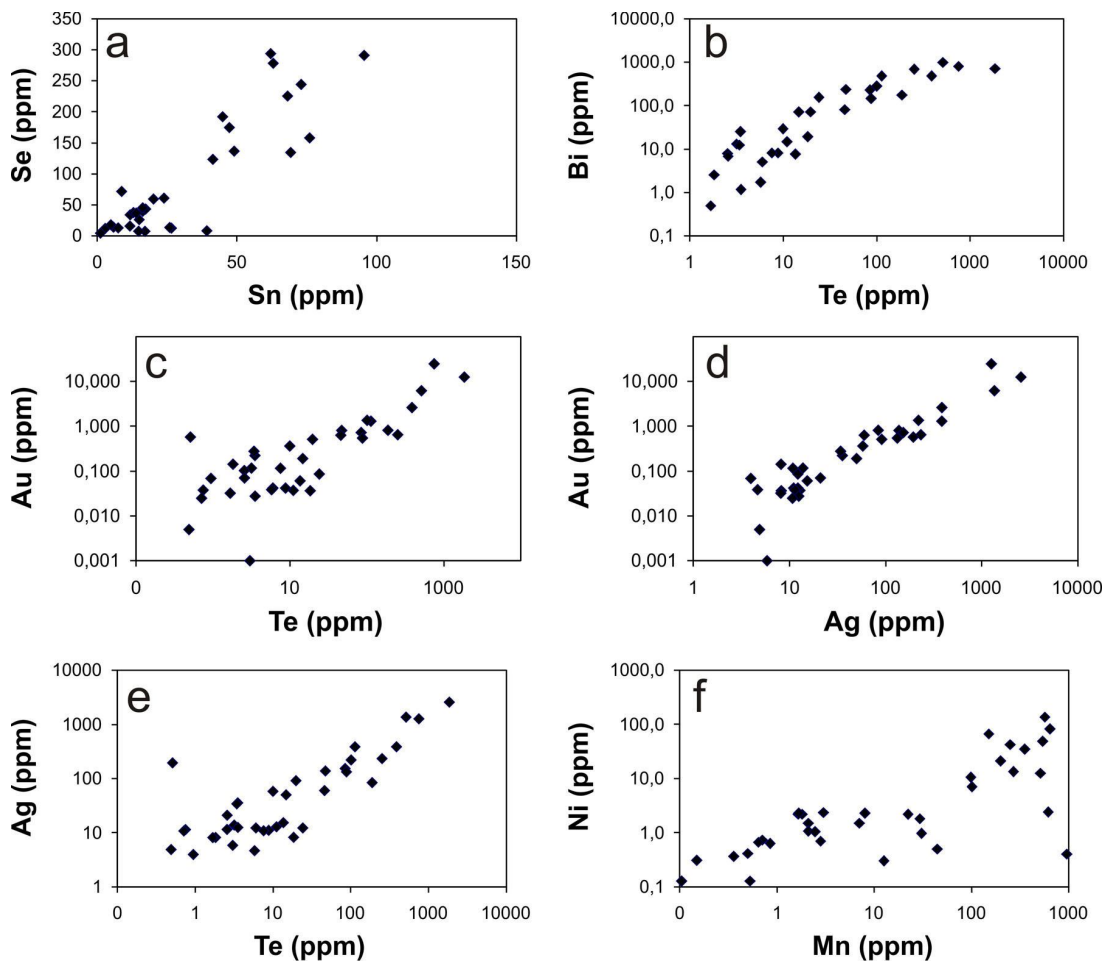 a
350
300
250
200
150
100
50
0
Se (ppm)
0 50 100 150
Sn (ppm)
b
10000,0
1000,0
100,0
10,0
1,0
0,1
Bi (ppm)
1 10 100 1000 10000
Te (ppm)
c
10,000
1,000
0,100
0,010
0,001
Au (ppm)
0 10 1000
Te (ppm)
d
10,000
1,000
0,100
0,010
0,001
Au (ppm)
1 10 100 1000 10000
Ag (ppm)
e
10000
1000
100
10
1
Ag (ppm)
0 1 10 100 1000 10000
Te (ppm)
f
1000,0
100,0
10,0
1,0
0,1
Ni (ppm)
0 1 10 100 1000
Mn (ppm)